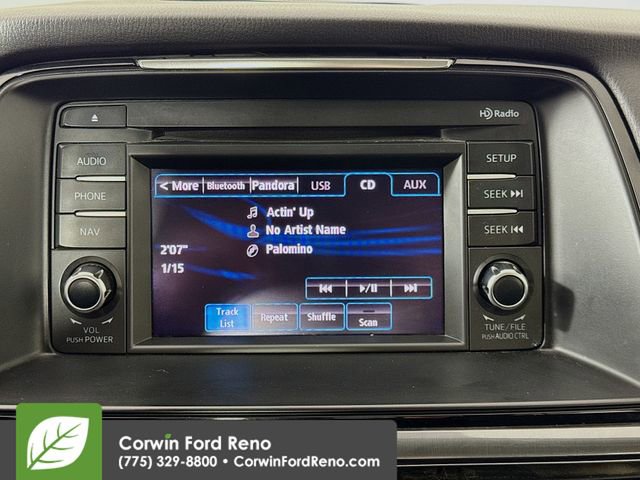 HD Radio
AUDIO
PHONE
NAV
VOL
PUSH POWER
< More Bluetooth Pandora USB CD AUX
Actin' Up
No Artist Name
2'07" Palomino
1/15
Track List Repeat Shuffle Scan
SETUP
SEEK
SEEK
TUNE/FILE
PUSH AUDIO CTRL
Corwin Ford Reno
(775) 329-8800 • CorwinFordReno.com